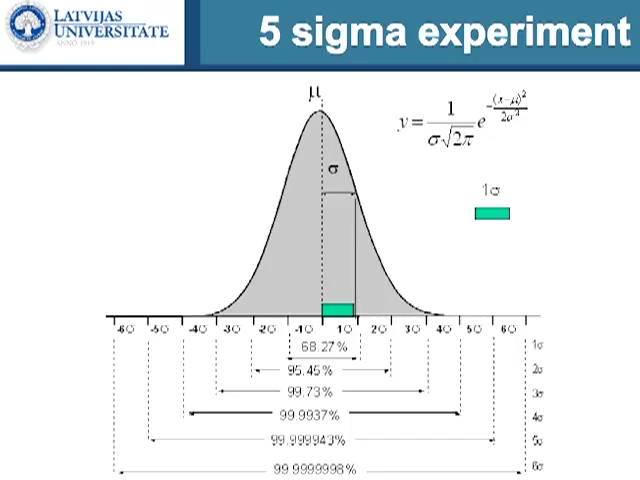 LATVIJAS
UNIVERSITATE
ANNO 1919
5 sigma experiment
μ
y = 1/(σ√2π) e^(-(x-μ)²/(2σ²))
σ
1σ
-6σ -5σ -4σ -3σ -2σ -1σ 1σ 2σ 3σ 4σ 5σ 6σ
68.27% 1σ
95.45% 2σ
99.73% 3σ
99.9937% 4σ
99.999943% 5σ
99.9999998% 6σ